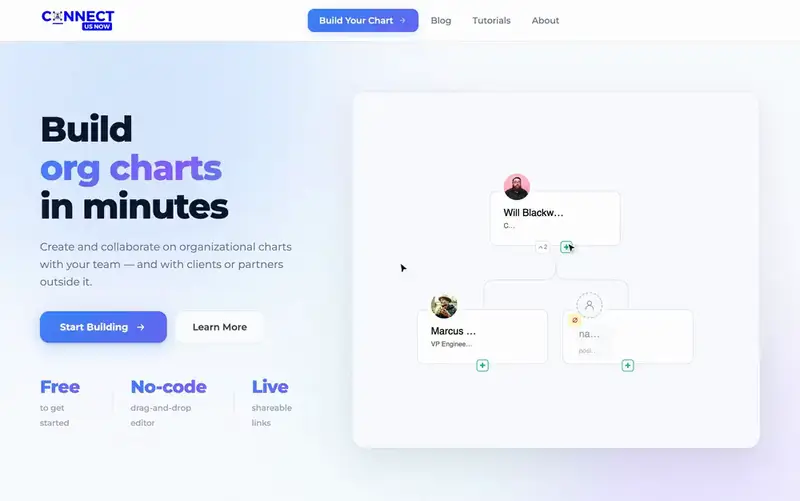 CONNECT
US NOW
Build Your Chart →
Blog
Tutorials
About
Build
org charts
in minutes
Create and collaborate on organizational charts
with your team — and with clients or partners
outside it.
Start Building →
Learn More
Free
to get
started
No-code
drag-and-drop
editor
Live
shareable
links
Will Blackw...
C...
2
Marcus ...
VP Enginee...
na...
posi...